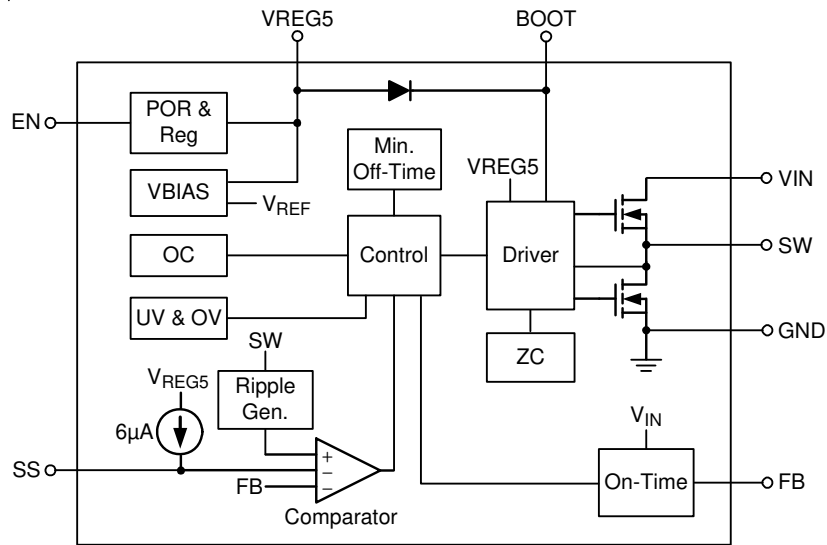 VREG5 BOOT
EN
POR &
Reg
Min.
Off-Time
VREG5
VIN
VBIAS
VREF
SW
OC
Control
Driver
UV & OV
GND
SW
ZC
VREG5
Ripple
Gen.
6µA
VIN
+
SS
−
On-Time
FB
FB
−
Comparator